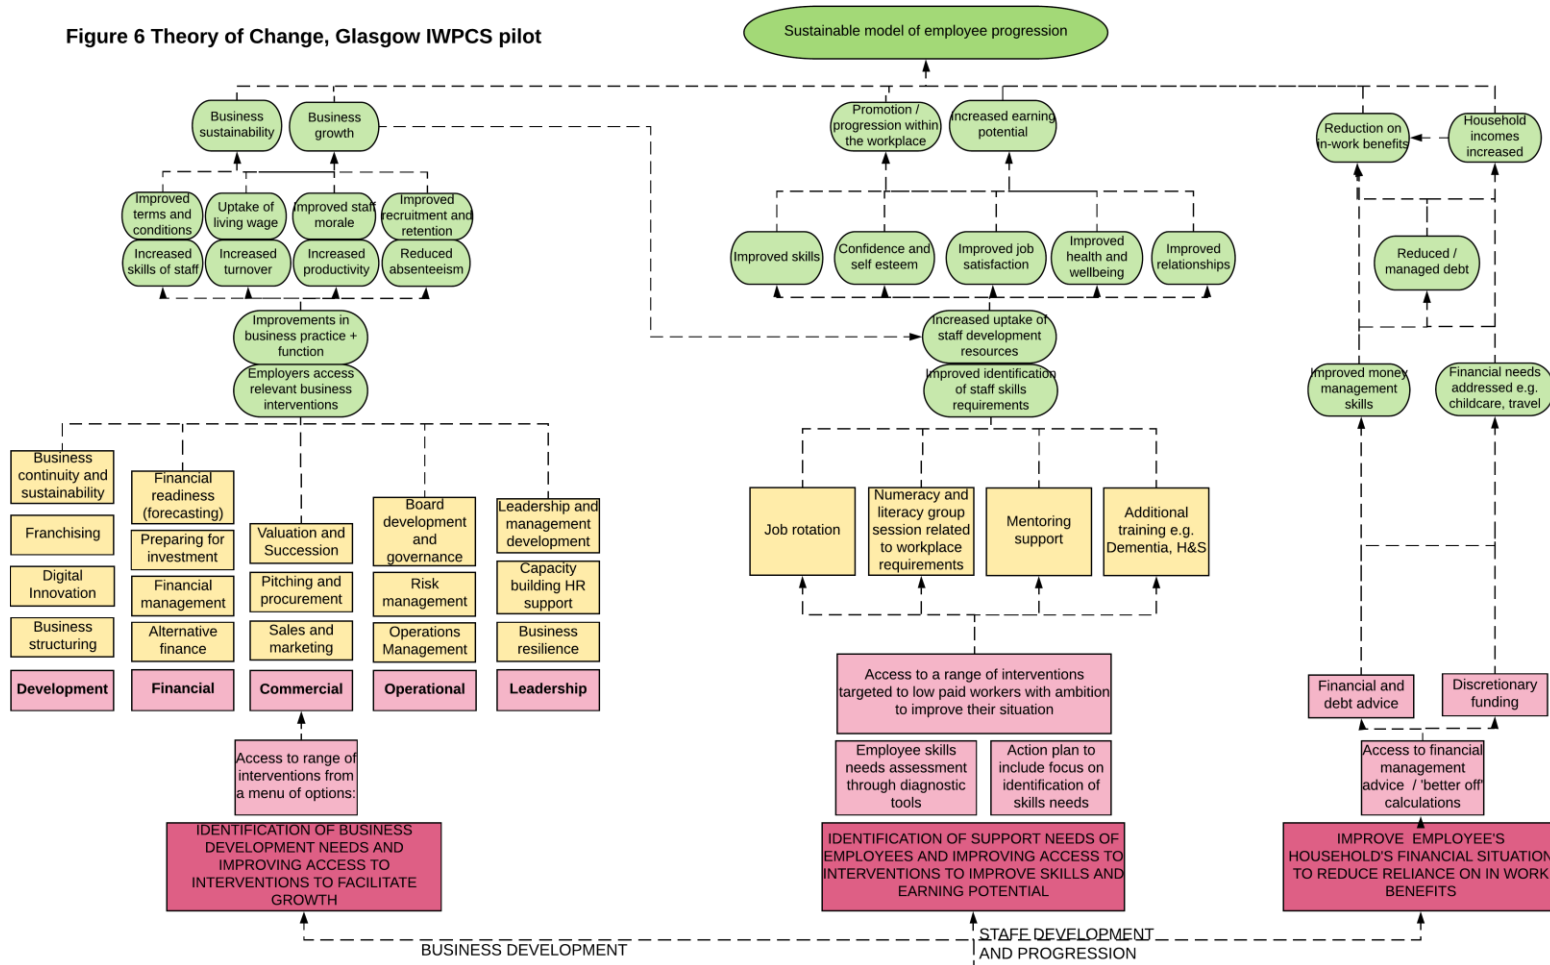 Figure 6 Theory of Change, Glasgow IWPCS pilot
Sustainable model of employee progression
Business
sustainability
Business
growth
Promotion /
progression within
the workplace
Increased earning
potential
Reduction on
in-work benefits
Household
incomes
increased
Improved
terms and
conditions
Uptake of
living wage
Improved staff
morale
Improved
recruitment and
retention
Increased
skills of staff
Increased
turnover
Increased
productivity
Reduced
absenteeism
Improved skills
Confidence and
self esteem
Improved job
satisfaction
Improved
health and
wellbeing
Improved
relationships
Reduced /
managed debt
Improvements in
business practice +
function
Employers access
relevant business
interventions
Increased uptake of
staff development
resources
Improved identification
of staff skills
requirements
Improved money
management
skills
Financial needs
addressed e.g.
childcare, travel
Business
continuity and
sustainability
Franchising
Digital
Innovation
Business
structuring
Development
Financial
readiness
(forecasting)
Preparing for
investment
Financial
management
Alternative
finance
Financial
Valuation and
Succession
Pitching and
procurement
Sales and
marketing
Commercial
Board
development
and
governance
Risk
management
Operations
Management
Operational
Leadership and
management
development
Capacity
building HR
support
Business
resilience
Leadership
Job rotation
Numeracy and
literacy group
session related
to workplace
requirements
Mentoring
support
Additional
training e.g.
Dementia, H&S
Access to a range of interventions
targeted to low paid workers with ambition
to improve their situation
Employee skills
needs assessment
through diagnostic
tools
Action plan to
include focus on
identification of
skills needs
Financial and
debt advice
Discretionary
funding
Access to financial
management
advice / 'better off'
calculations
Access to range of
interventions from
a menu of options:
IDENTIFICATION OF BUSINESS
DEVELOPMENT NEEDS AND
IMPROVING ACCESS TO
INTERVENTIONS TO FACILITATE
GROWTH
IDENTIFICATION OF SUPPORT NEEDS OF
EMPLOYEES AND IMPROVING ACCESS TO
INTERVENTIONS TO IMPROVE SKILLS AND
EARNING POTENTIAL
IMPROVE EMPLOYEE'S
HOUSEHOLD'S FINANCIAL SITUATION
TO REDUCE RELIANCE ON IN WORK
BENEFITS
BUSINESS DEVELOPMENT
STAFF DEVELOPMENT
AND PROGRESSION